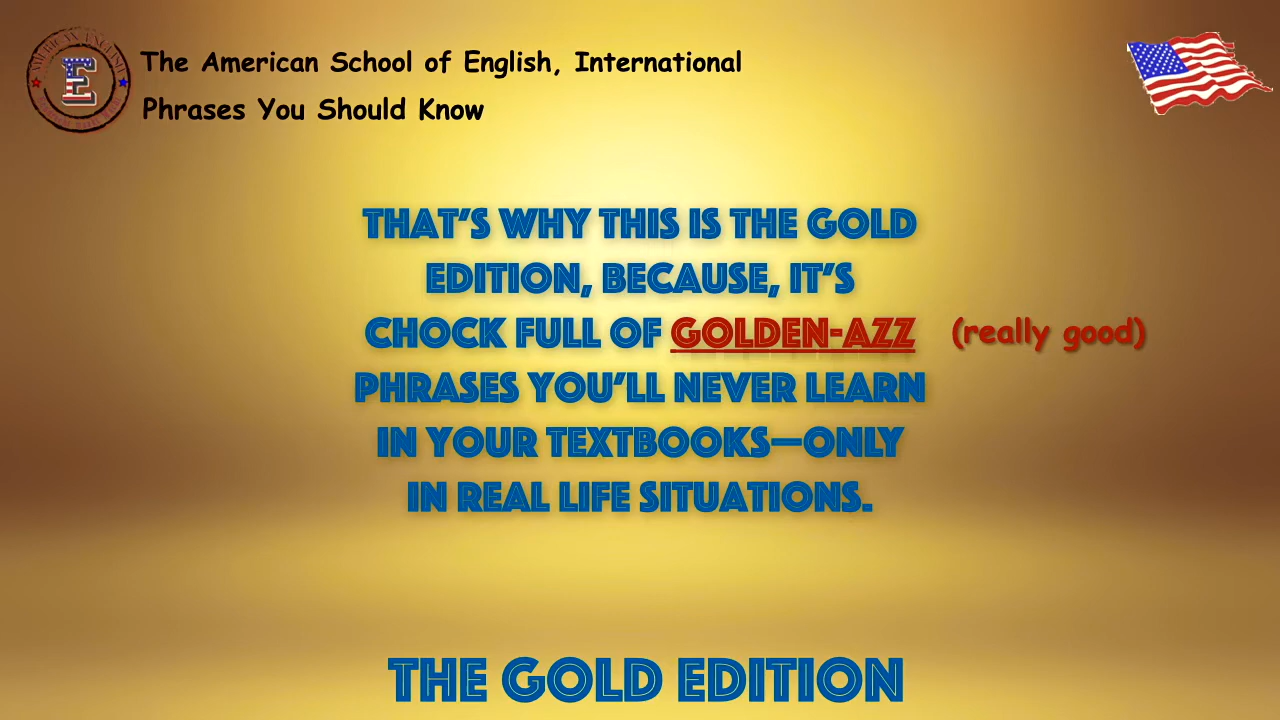 The American School of English, International
Phrases You Should Know
AMERICAN ENGLISH
E
THAT'S WHY THIS IS THE GOLD
EDITION, BECAUSE, IT'S
CHOCK FULL OF GOLDEN-AZZ (really good)
PHRASES YOU'LL NEVER LEARN
IN YOUR TEXTBOOKS—ONLY
IN REAL LIFE SITUATIONS.
THE GOLD EDITION